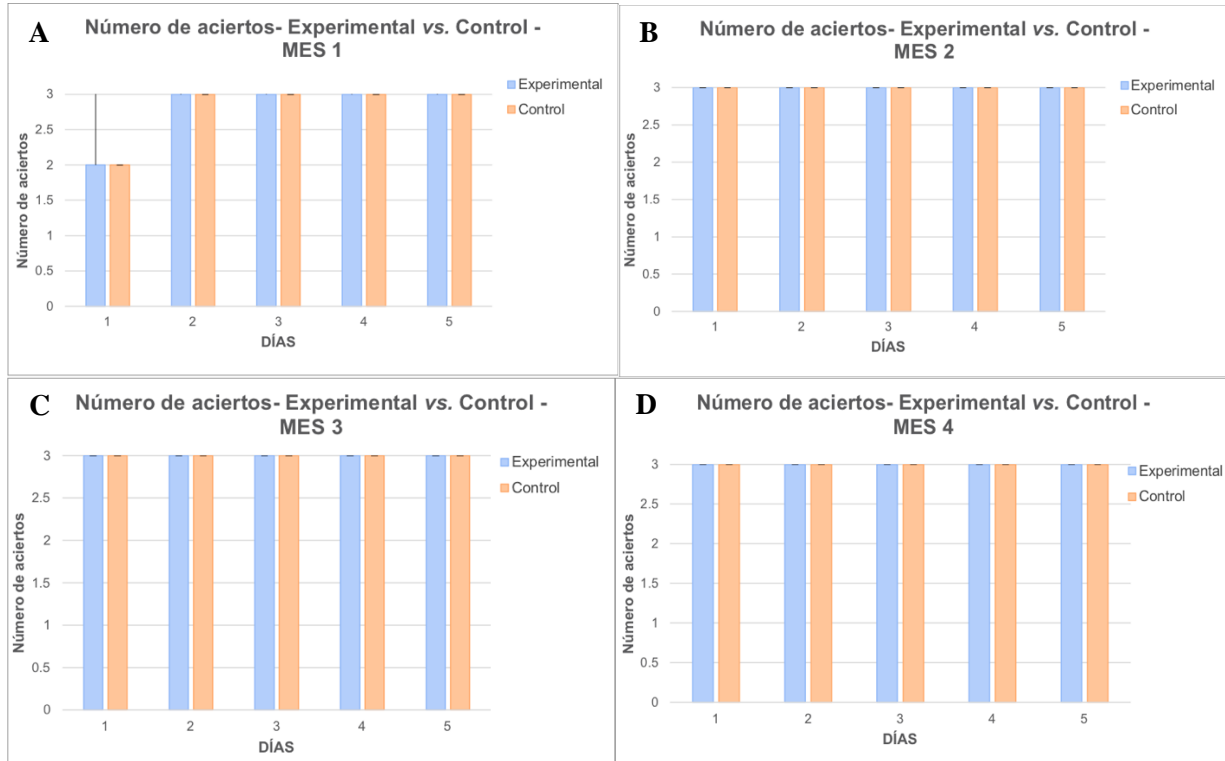 A
Número de aciertos- Experimental vs. Control -
MES 1
Experimental
Control
Número de aciertos
3
2.5
2
1.5
1
0.5
0
1 2 3 4 5
DÍAS
B
Número de aciertos- Experimental vs. Control -
MES 2
Experimental
Control
Número de aciertos
3
2.5
2
1.5
1
0.5
0
1 2 3 4 5
DÍAS
C
Número de aciertos- Experimental vs. Control -
MES 3
Experimental
Control
Número de aciertos
3
2.5
2
1.5
1
0.5
0
1 2 3 4 5
DÍAS
D
Número de aciertos- Experimental vs. Control -
MES 4
Experimental
Control
Número de aciertos
3
2.5
2
1.5
1
0.5
0
1 2 3 4 5
DÍAS